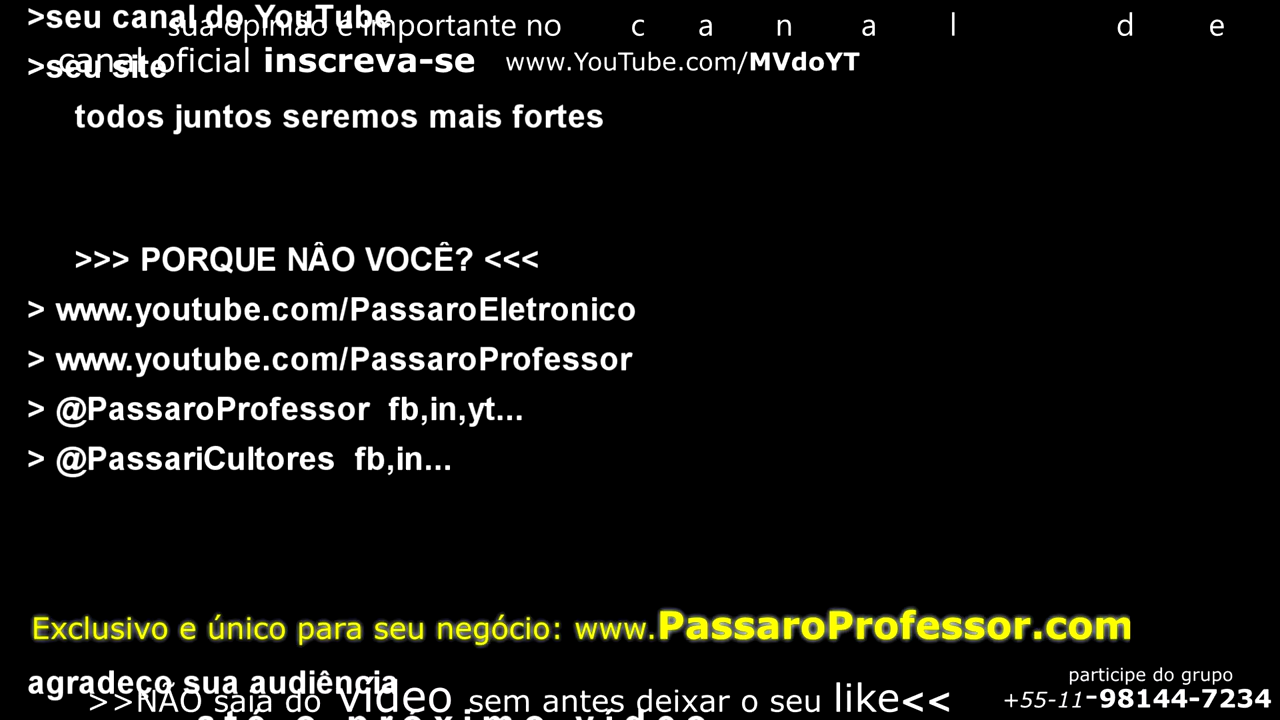 >seu canal do YouTube
sua opinião é importante no c a n a l d e
>seu site
canal oficial inscreva-se www.YouTube.com/MVdoYT
todos juntos seremos mais fortes
>>> PORQUE NÂO VOCÊ? <<<
> www.youtube.com/PassaroEletronico
> www.youtube.com/PassaroProfessor
> @PassaroProfessor fb,in,yt...
> @PassariCultores fb,in...
Exclusivo e único para seu negócio: www.PassaroProfessor.com
agradeço sua audiência
participe do grupo
>>NÃO saia do vídeo sem antes deixar o seu like<<
+55-11-98144-7234
até o próximo vídeo